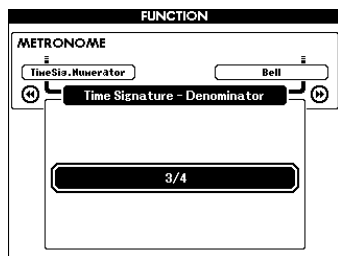 FUNCTION
METRONOME
TimeSig.Numerator Bell
Time Signature - Denominator
3/4